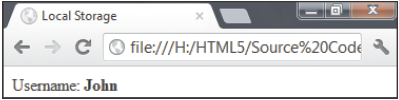 Local Storage
file:///H:/HTML5/Source%20Code
Username: John